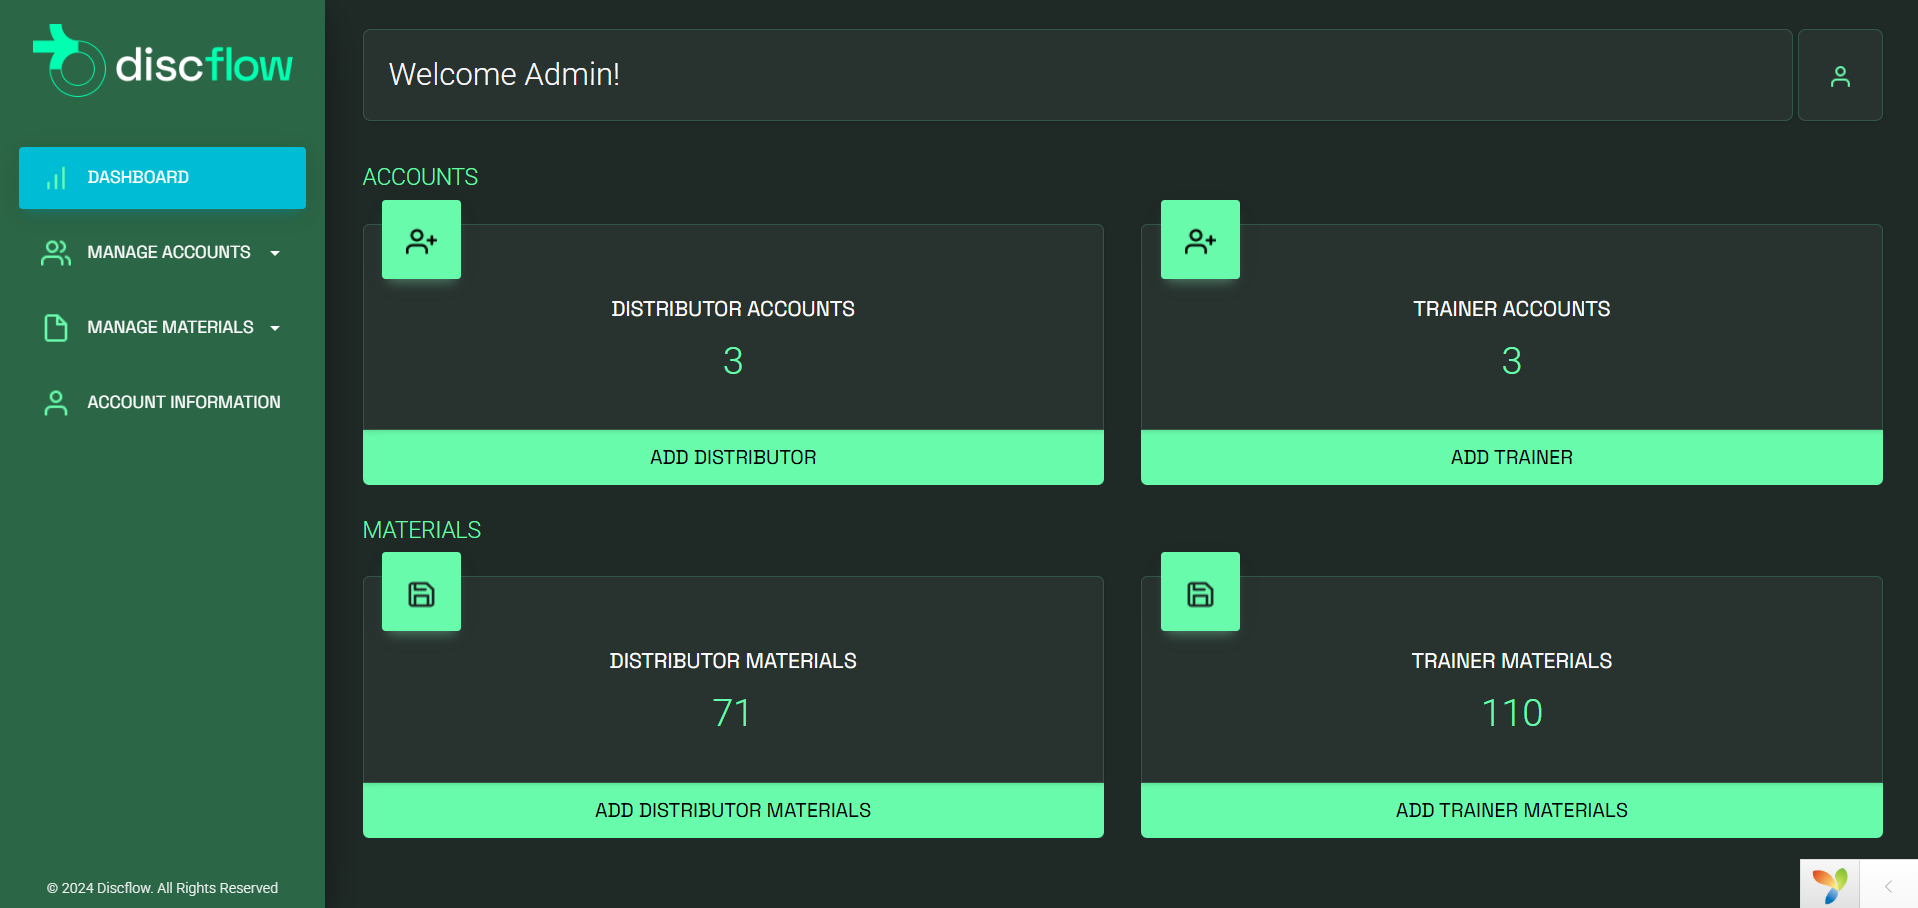 discflow
DASHBOARD
MANAGE ACCOUNTS
MANAGE MATERIALS
ACCOUNT INFORMATION
© 2024 Discflow. All Rights Reserved
Welcome Admin!
ACCOUNTS
DISTRIBUTOR ACCOUNTS
3
ADD DISTRIBUTOR
TRAINER ACCOUNTS
3
ADD TRAINER
MATERIALS
DISTRIBUTOR MATERIALS
71
ADD DISTRIBUTOR MATERIALS
TRAINER MATERIALS
110
ADD TRAINER MATERIALS